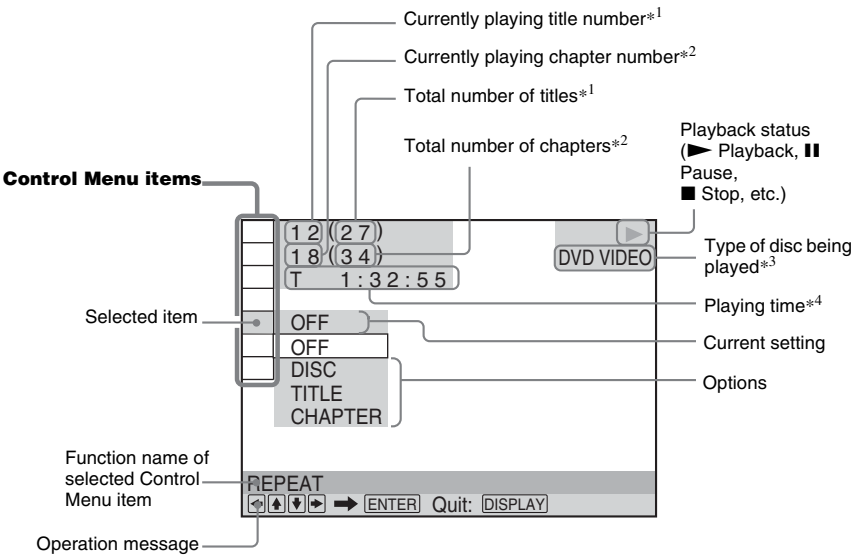 Currently playing title number*1
Currently playing chapter number*2
Total number of titles*1
Total number of chapters*2
Playback status
(► Playback, ▮▮
Pause,
■ Stop, etc.)
Control Menu items
12(27)
18(34)
T 1:32:55
►
DVD VIDEO
Type of disc being
played*3
Playing time*4
Selected item
OFF
Current setting
OFF
DISC
TITLE
CHAPTER
Options
Function name of
selected Control
Menu item
REPEAT
← ↑ ↓ → ➡ ENTER Quit: DISPLAY
Operation message